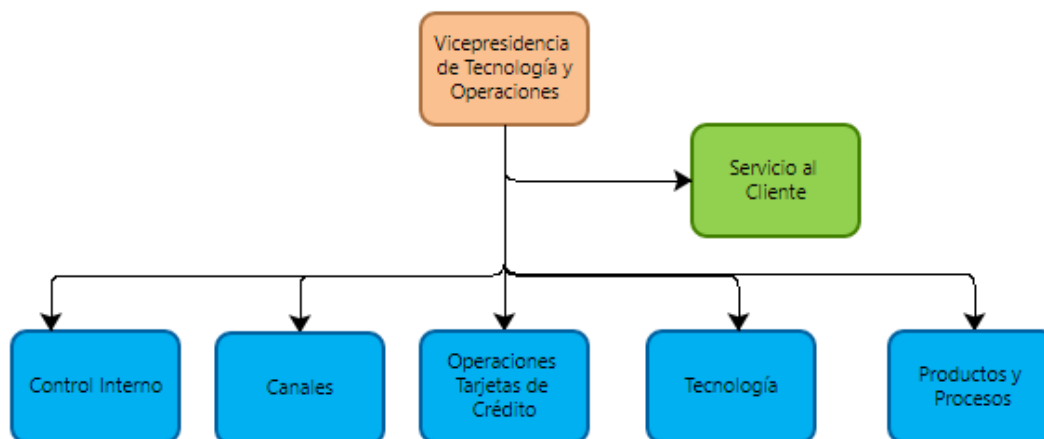 Vicepresidencia
de Tecnología y
Operaciones
Servicio al
Cliente
Control Interno
Canales
Operaciones
Tarjetas de
Crédito
Tecnología
Productos y
Procesos